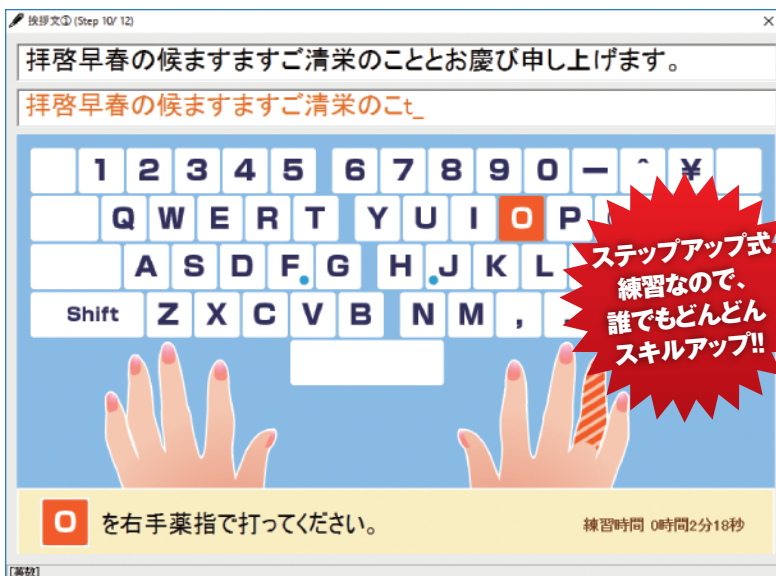 挨拶文① (Step 10/ 12)
拝啓早春の候ますますご清栄のこととお慶び申し上げます。
拝啓早春の候ますますご清栄のこt_
1 2 3 4 5 6 7 8 9 0 － ＾ ￥
Q W E R T Y U I O P
A S D F G H J K L
Shift Z X C V B N M ,
ステップアップ式
練習なので、
誰でもどんどん
スキルアップ!!
O を右手薬指で打ってください。
練習時間 0時間2分18秒
[英数]